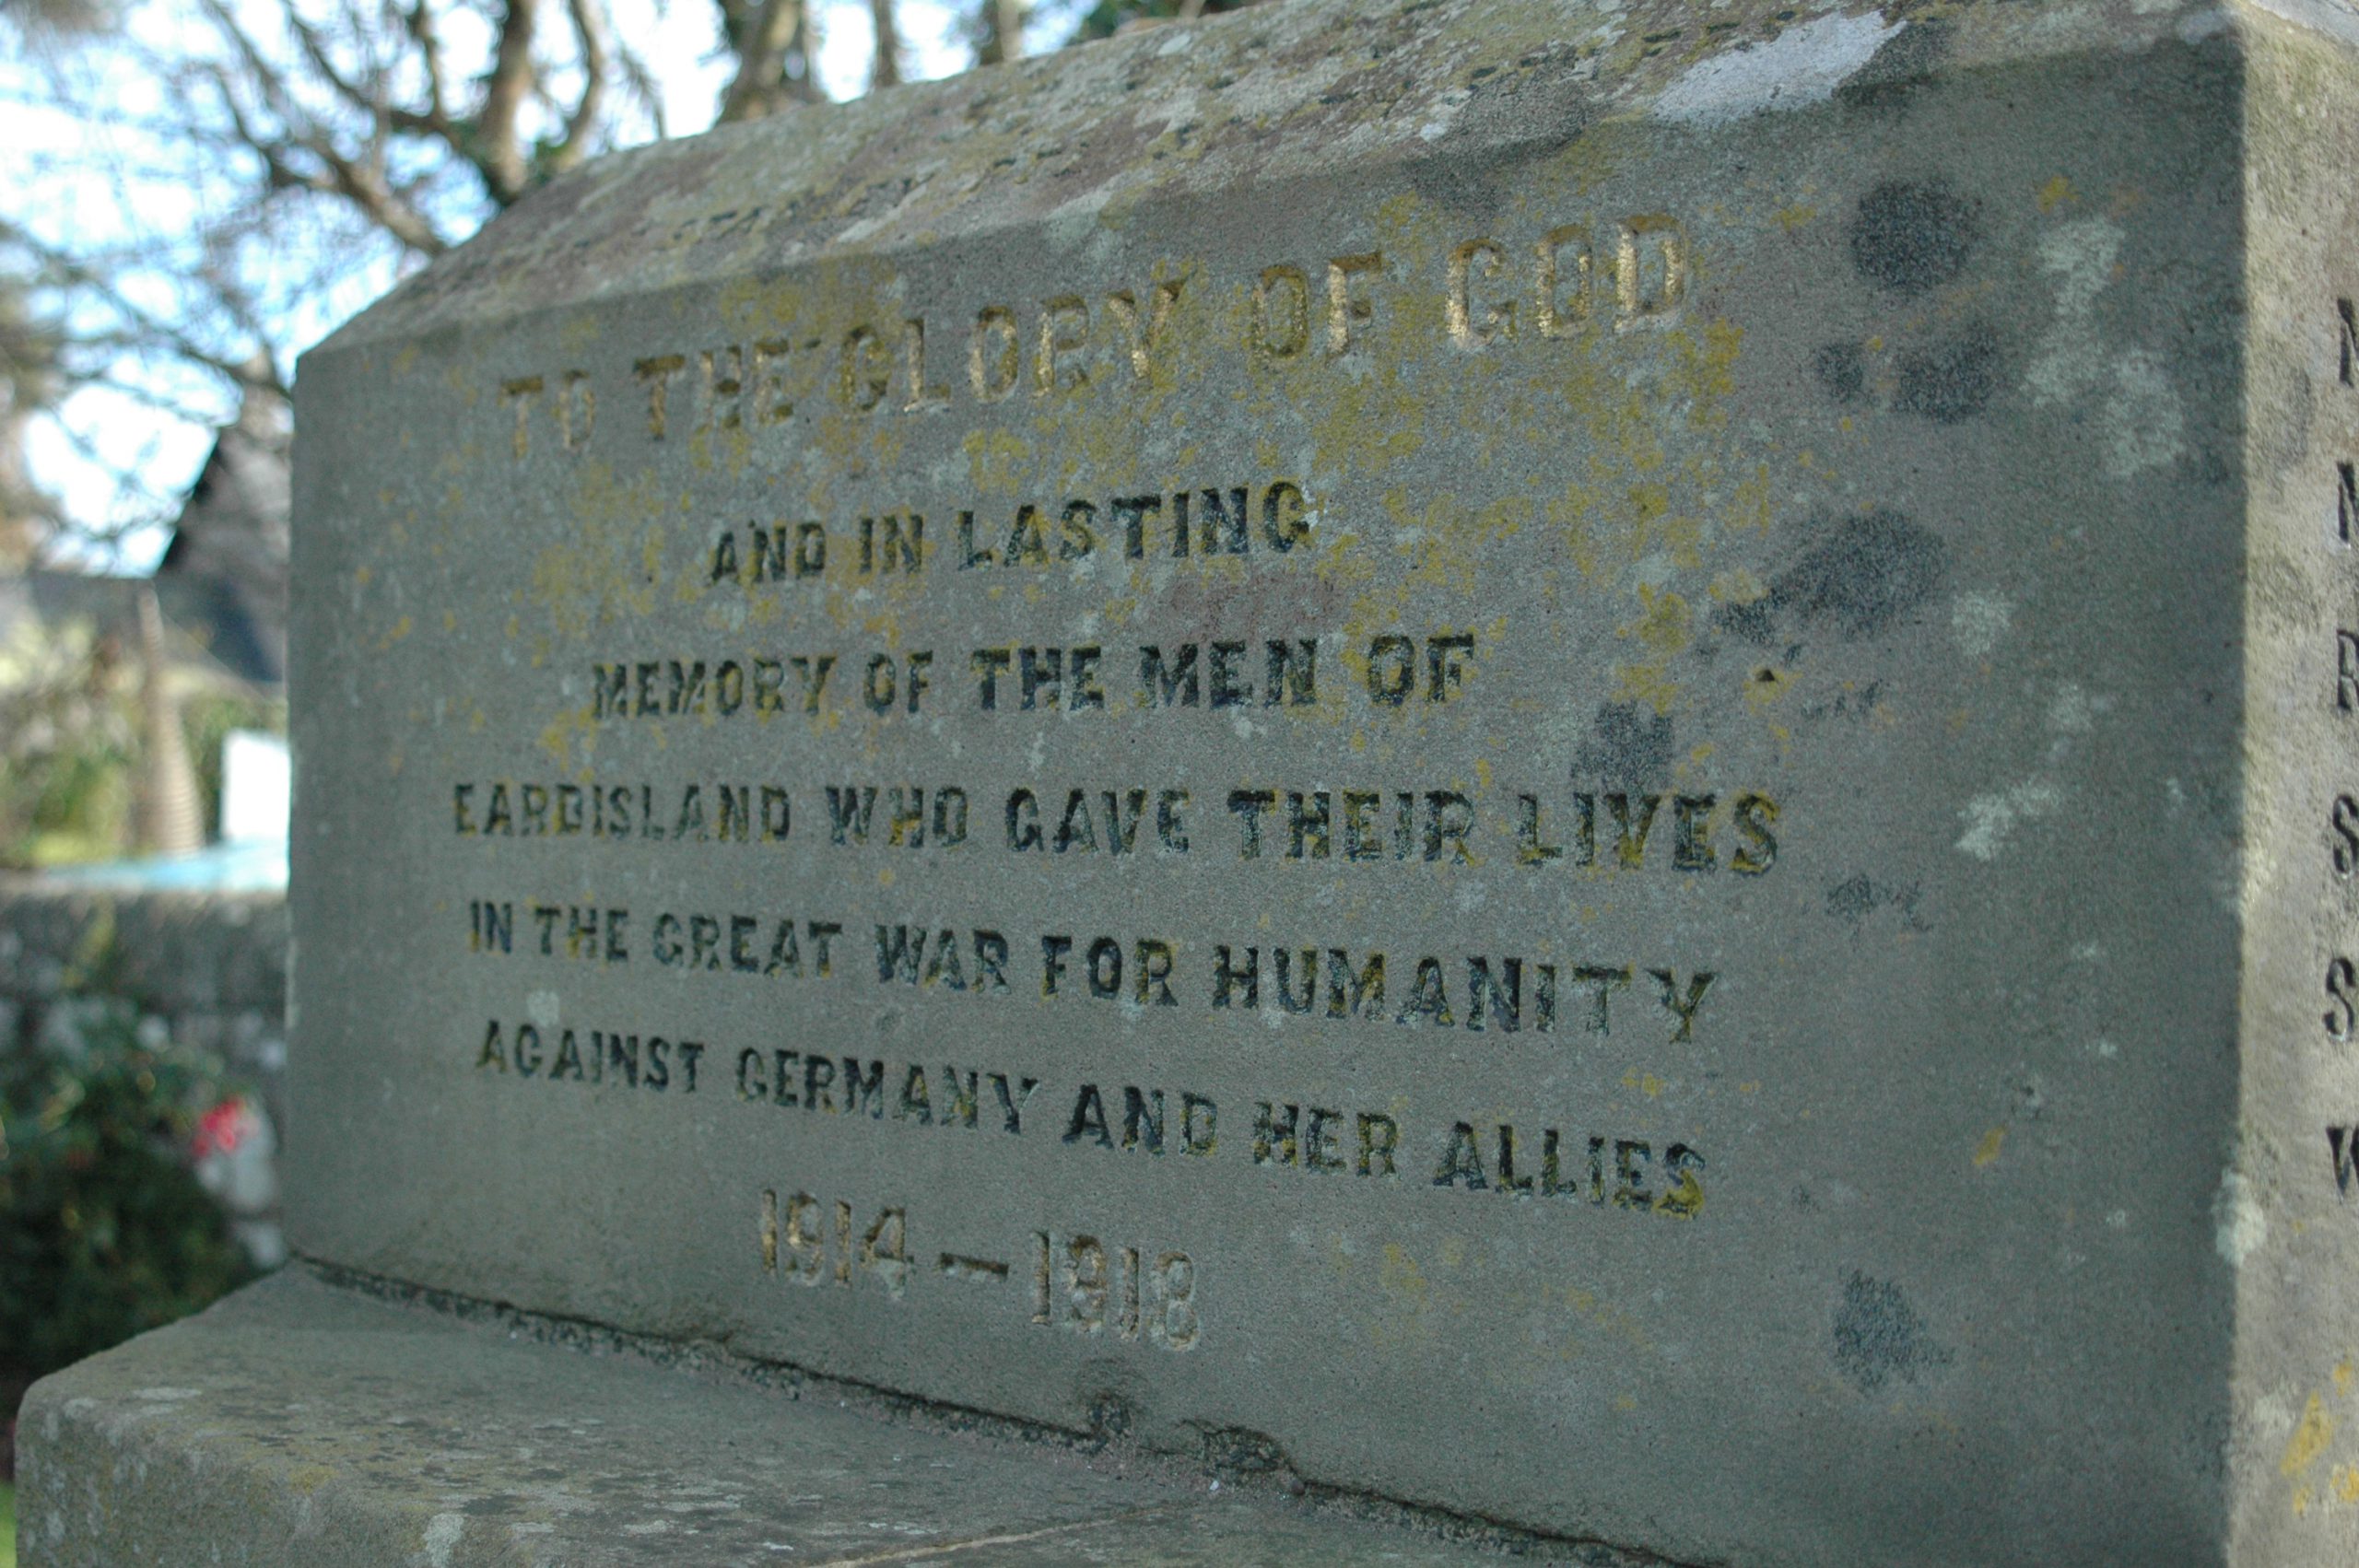 TO THE GLORY OF GOD
AND IN LASTING
MEMORY OF THE MEN OF
EARDISLAND WHO GAVE THEIR LIVES
IN THE GREAT WAR FOR HUMANITY
AGAINST GERMANY AND HER ALLIES
1914–1918